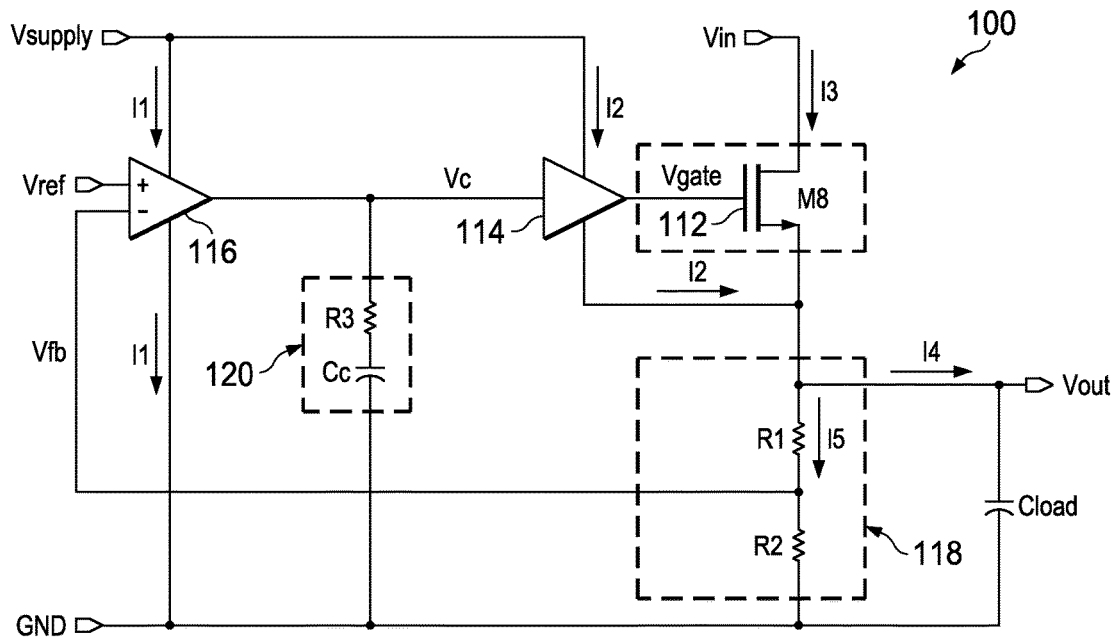 Vsupply
Vin
100
I1
I2
I3
Vref
+
−
Vc
Vgate
M8
116
114
112
I2
R3
Cc
120
Vfb
I1
I4
Vout
R1
I5
Cload
R2
118
GND